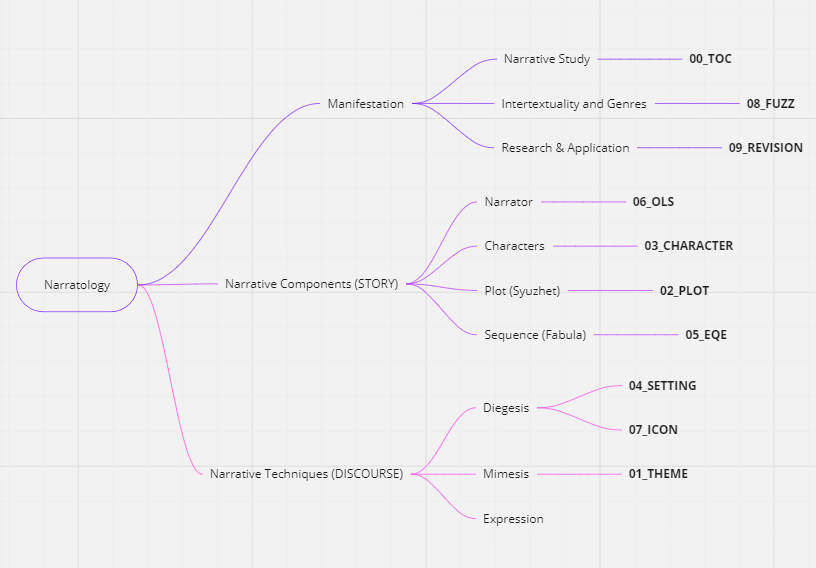 Narratology
Manifestation
Narrative Study
00_TOC
Intertextuality and Genres
08_FUZZ
Research & Application
09_REVISION
Narrative Components (STORY)
Narrator
06_OLS
Characters
03_CHARACTER
Plot (Syuzhet)
02_PLOT
Sequence (Fabula)
05_EQE
Narrative Techniques (DISCOURSE)
Diegesis
04_SETTING
07_ICON
Mimesis
01_THEME
Expression